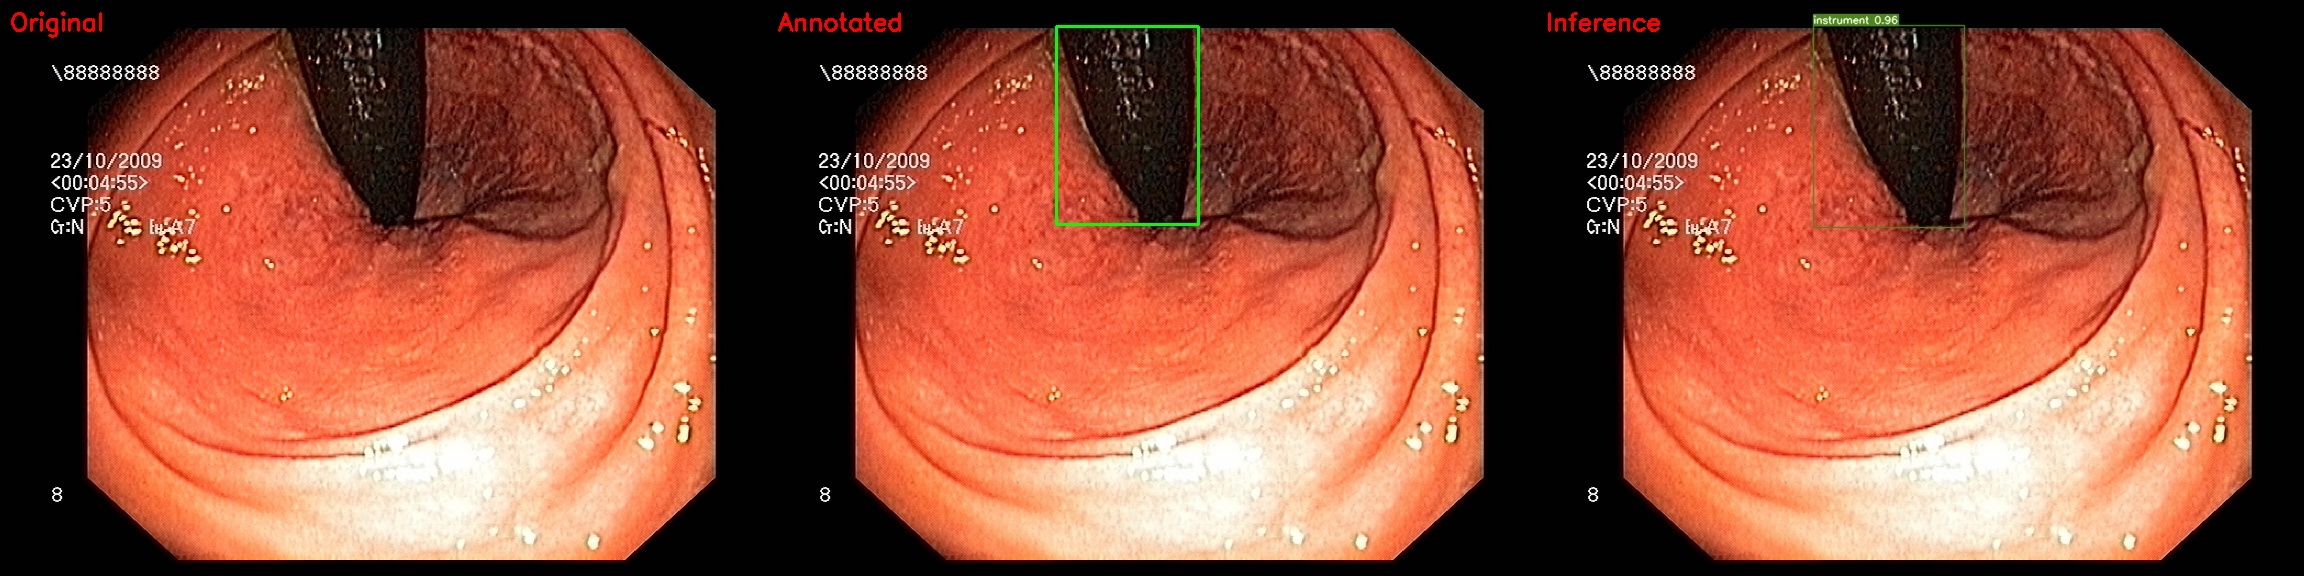 Original
\88888888
23/10/2009
<00:04:55>
CVP:5
G:N
8
Annotated
\88888888
23/10/2009
<00:04:55>
CVP:5
G:N
8
Inference
instrument 0.96
\88888888
23/10/2009
<00:04:55>
CVP:5
G:N
8